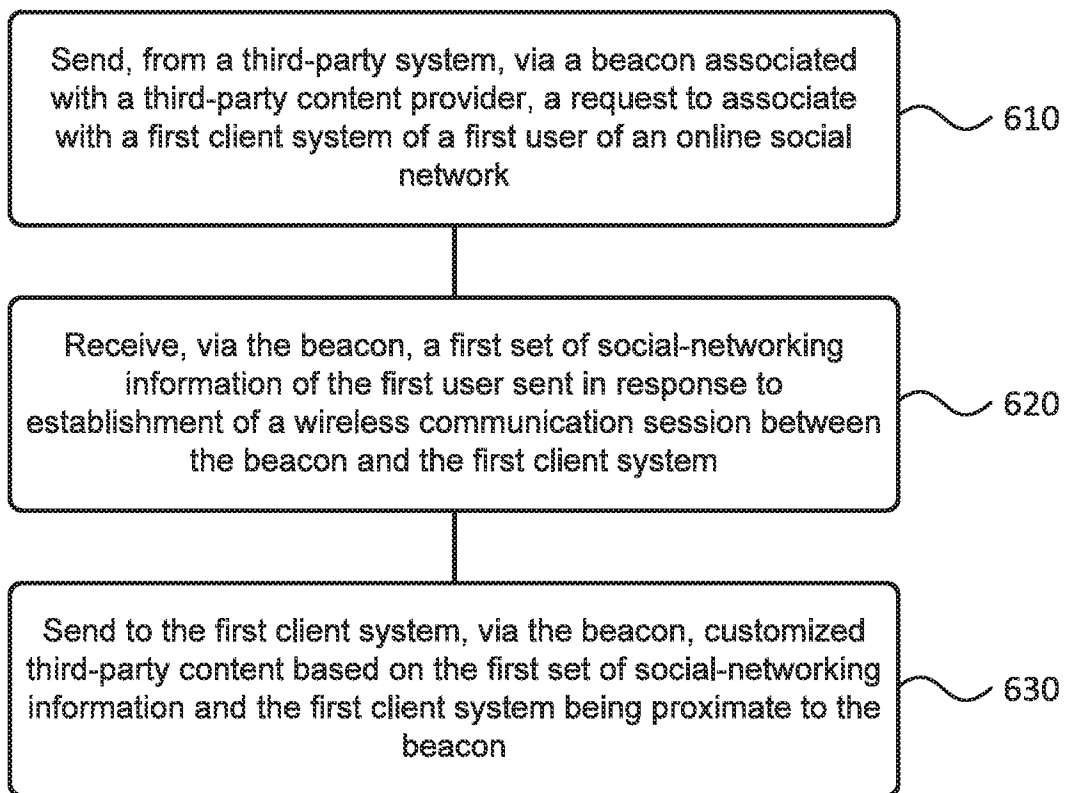 Send, from a third-party system, via a beacon associated
with a third-party content provider, a request to associate
with a first client system of a first user of an online social
network
610
Receive, via the beacon, a first set of social-networking
information of the first user sent in response to
establishment of a wireless communication session between
the beacon and the first client system
620
Send to the first client system, via the beacon, customized
third-party content based on the first set of social-networking
information and the first client system being proximate to the
beacon
630